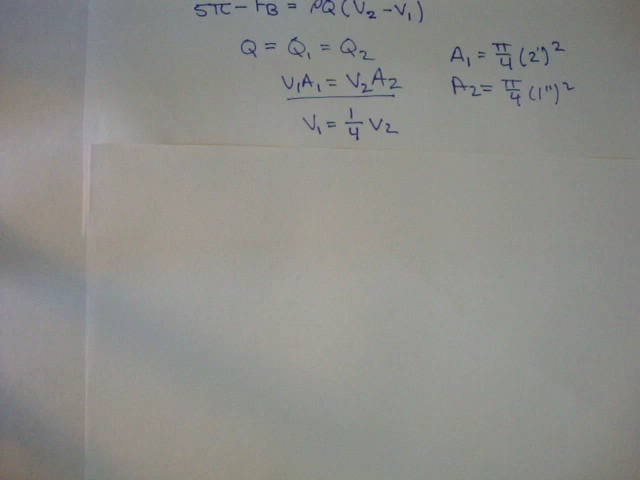 5π - FB = ρQ(V2 - V1)
Q = Q1 = Q2
A1 = π/4 (2")²
V1A1 = V2A2
A2 = π/4 (1")²
V1 = 1/4 V2